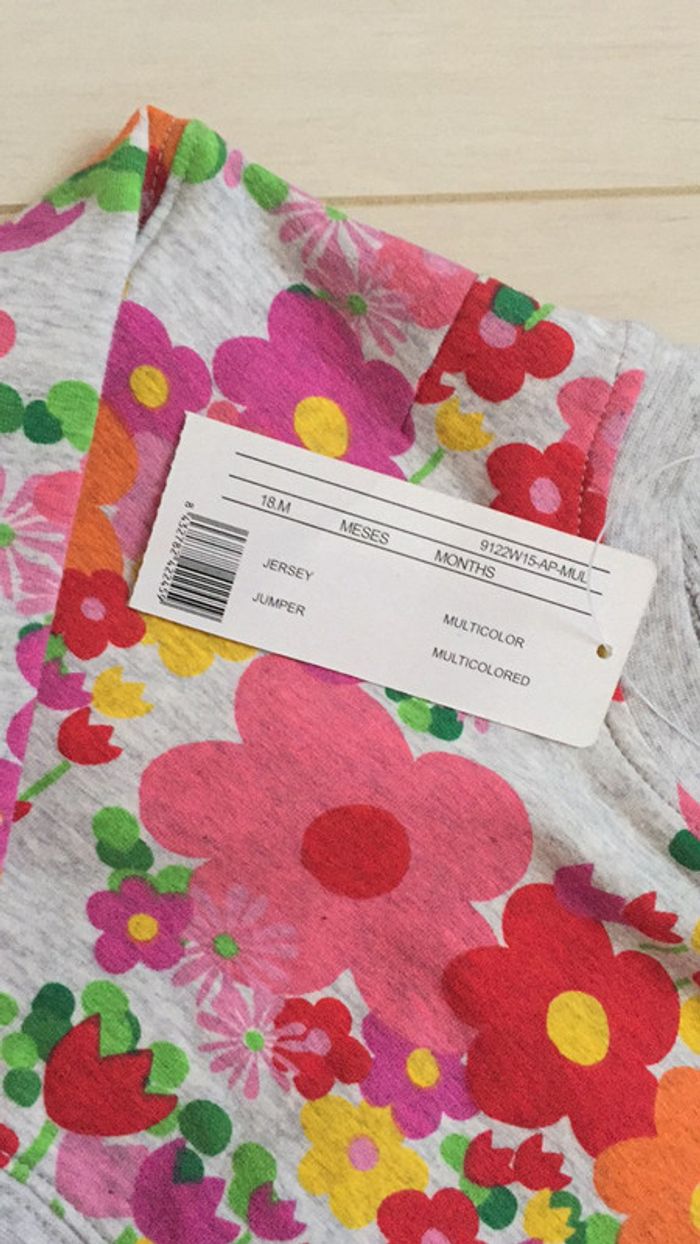 18.M MESES MONTHS 9122W15-AP-MUL
JERSEY MULTICOLOR
JUMPER MULTICOLORED